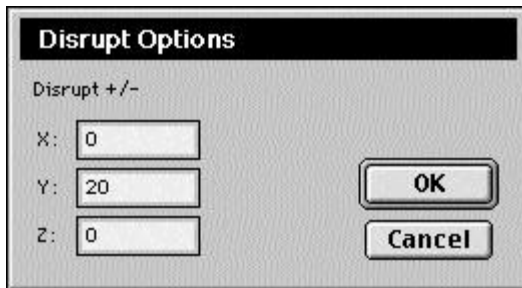 Disrupt Options
Disrupt +/-
X: 0
Y: 20
Z: 0
OK
Cancel